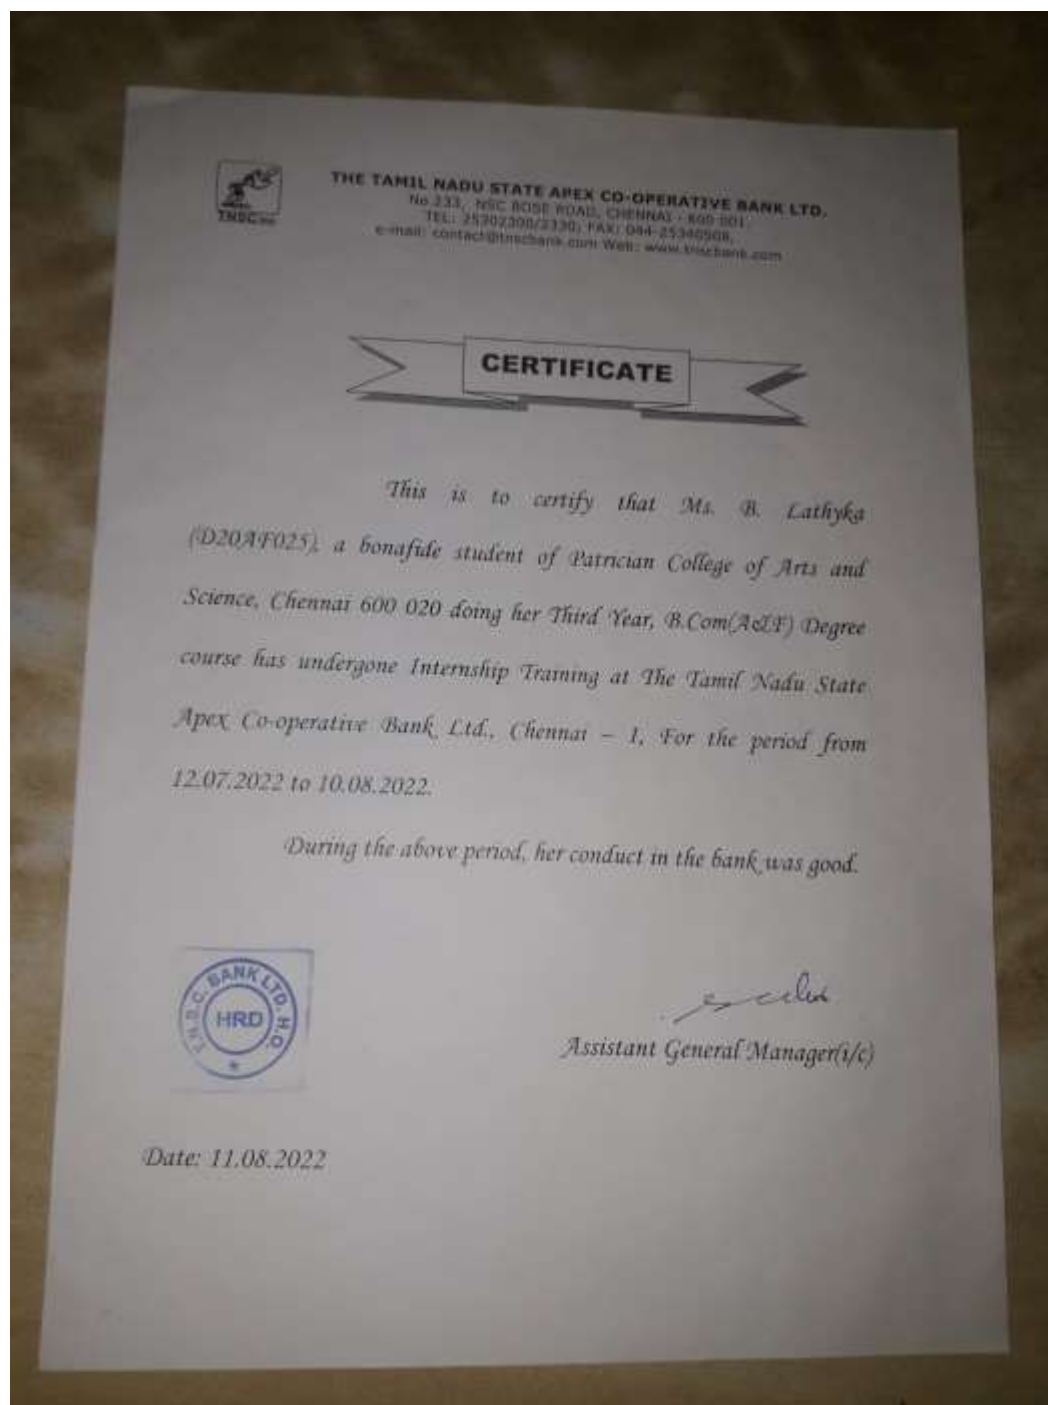 THE TAMIL NADU STATE APEX CO-OPERATIVE BANK LTD.
No.233, NSC BOSE ROAD, CHENNAI - 600 001.
TEL: 25302300/2330; FAX: 044-25340508,
e-mail: contact@tnscbank.com Web: www.tnscbank.com
TNSC
CERTIFICATE
This is to certify that Ms. B. Lathyka
(D20AF025), a bonafide student of Patrician College of Arts and
Science, Chennai 600 020 doing her Third Year, B.Com(A&F) Degree
course has undergone Internship Training at The Tamil Nadu State
Apex Co-operative Bank Ltd., Chennai – 1, For the period from
12.07.2022 to 10.08.2022.
During the above period, her conduct in the bank was good.
BANK LTD. H.O.
HRD
Assistant General Manager(i/c)
Date: 11.08.2022